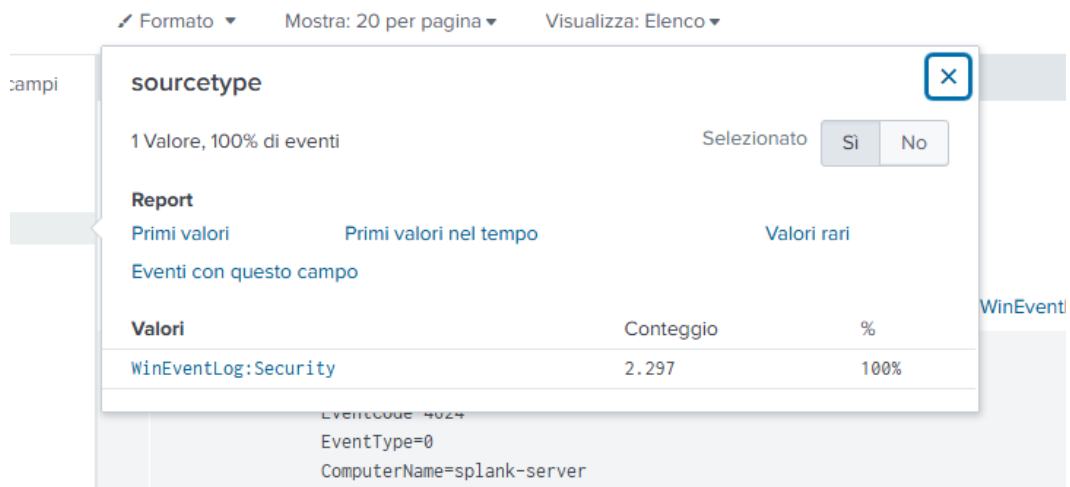 Formato Mostra: 20 per pagina Visualizza: Elenco
campi
sourcetype
1 Valore, 100% di eventi Selezionato Sì No
Report
Primi valori Primi valori nel tempo Valori rari
Eventi con questo campo
WinEventL
Valori Conteggio %
WinEventLog:Security 2.297 100%
EventCode=4624
EventType=0
ComputerName=splank-server